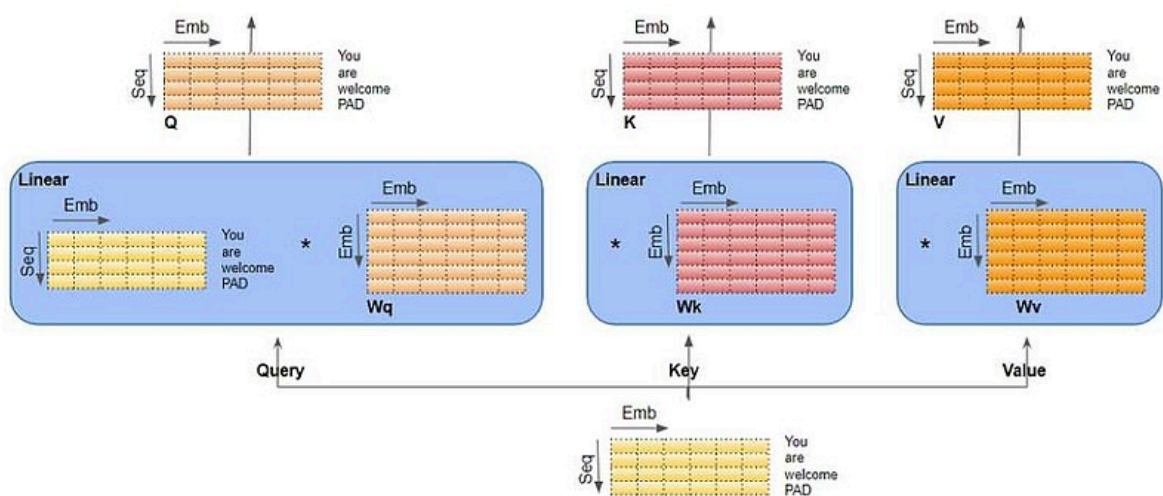 Emb
Seq
You
are
welcome
PAD
Q
Emb
Seq
You
are
welcome
PAD
K
Emb
Seq
You
are
welcome
PAD
V
Linear
Emb
Seq
You
are
welcome
PAD
*
Emb
Emb
Wq
Linear
*
Emb
Emb
Wk
Linear
*
Emb
Emb
Wv
Query
Key
Value
Emb
Seq
You
are
welcome
PAD